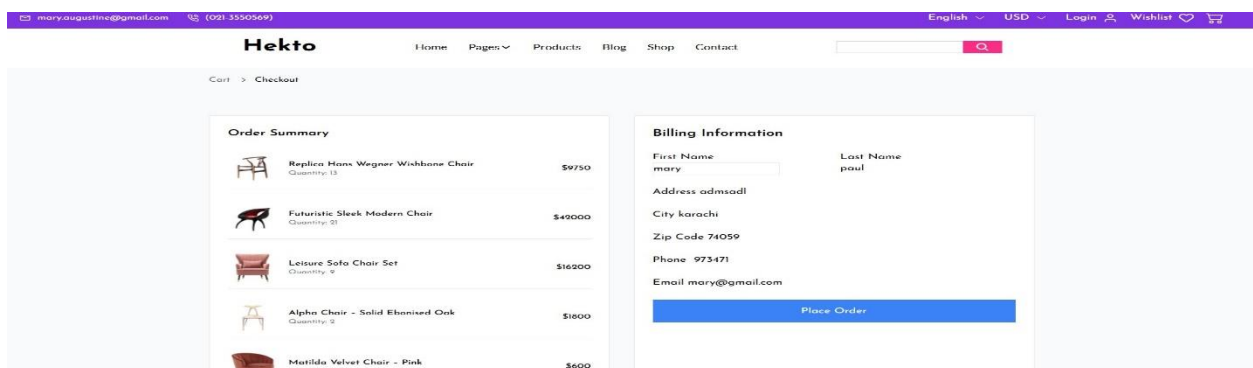 mary.augustine@gmail.com (021-3550569) English USD Login Wishlist
Hekto Home Pages Products Blog Shop Contact
Cart > Checkout
Order Summary
Replica Hans Wegner Wishbone Chair $9750
Quantity: 13
Futuristic Sleek Modern Chair $42000
Quantity: 21
Leisure Sofa Chair Set $16200
Quantity: 9
Alpha Chair – Solid Ebonised Oak $1800
Quantity: 2
Matilda Velvet Chair – Pink $600
Billing Information
First Name Last Name
mary paul
Address admsadl
City karachi
Zip Code 74059
Phone 973471
Email mary@gmail.com
Place Order